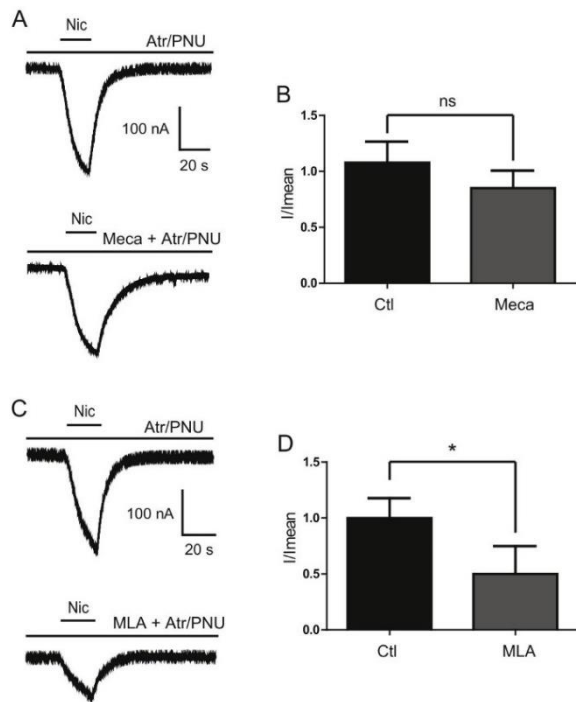 A
Nic
Atr/PNU
100 nA
20 s
Nic
Meca + Atr/PNU
B
ns
I/Imean
1.5
1.0
0.5
0.0
Ctl
Meca
C
Nic
Atr/PNU
100 nA
20 s
Nic
MLA + Atr/PNU
D
*
I/Imean
1.5
1.0
0.5
0.0
Ctl
MLA